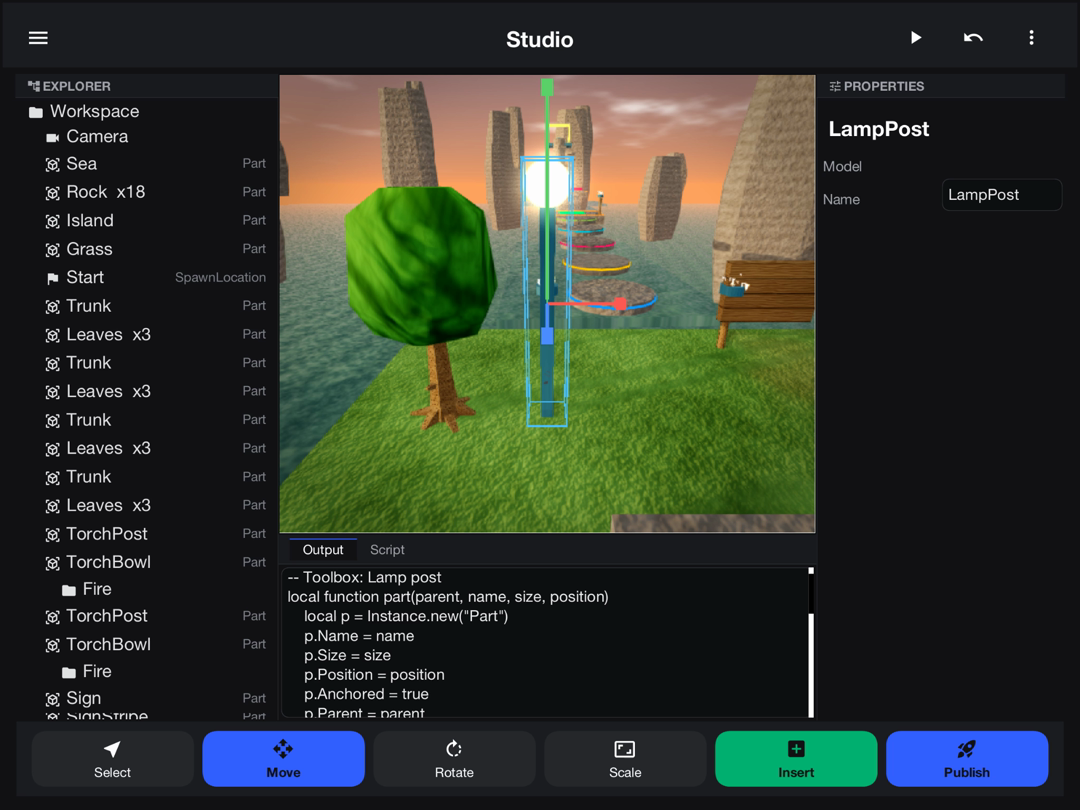 Studio
EXPLORER
Workspace
Camera
Sea Part
Rock x18 Part
Island Part
Grass Part
Start SpawnLocation
Trunk Part
Leaves x3 Part
Trunk Part
Leaves x3 Part
Trunk Part
Leaves x3 Part
Trunk Part
Leaves x3 Part
TorchPost Part
TorchBowl Part
Fire
TorchPost Part
TorchBowl Part
Fire
Sign Part
SignStripe Part
Output Script
-- Toolbox: Lamp post
local function part(parent, name, size, position)
local p = Instance.new("Part")
p.Name = name
p.Size = size
p.Position = position
p.Anchored = true
p.Parent = parent
PROPERTIES
LampPost
Model
Name LampPost
Select Move Rotate Scale Insert Publish